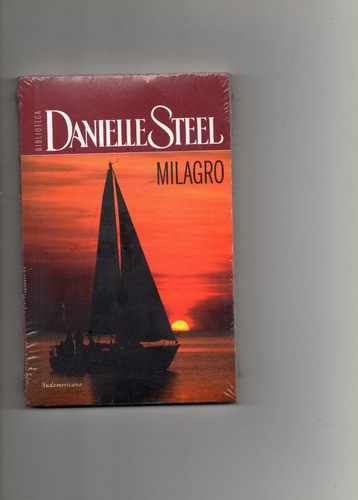 BIBLIOTECA
DANIELLE STEEL
MILAGRO
Sudamericana